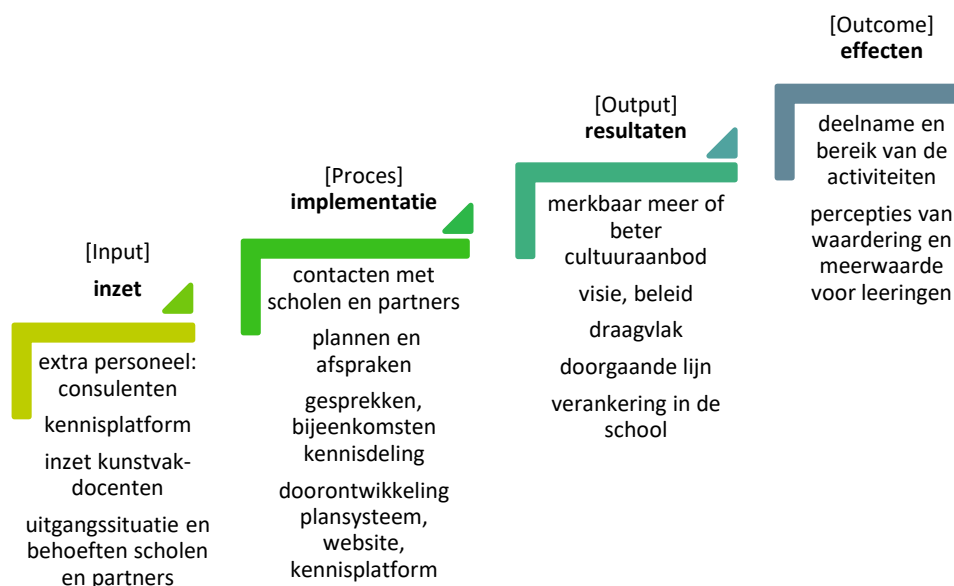 [Input]
inzet
extra personeel:
consulenten
kennisplatform
inzet kunstvak-
docenten
uitgangssituatie en
behoeften scholen
en partners
[Proces]
implementatie
contacten met
scholen en partners
plannen en
afspraken
gesprekken,
bijeenkomsten
kennisdeling
doorontwikkeling
plansysteem,
website,
kennisplatform
[Output]
resultaten
merkbaar meer of
beter
cultuuraanbod
visie, beleid
draagvlak
doorgaande lijn
verankering in de
school
[Outcome]
effecten
deelname en
bereik van de
activiteiten
percepties van
waardering en
meerwaarde
voor leeringen